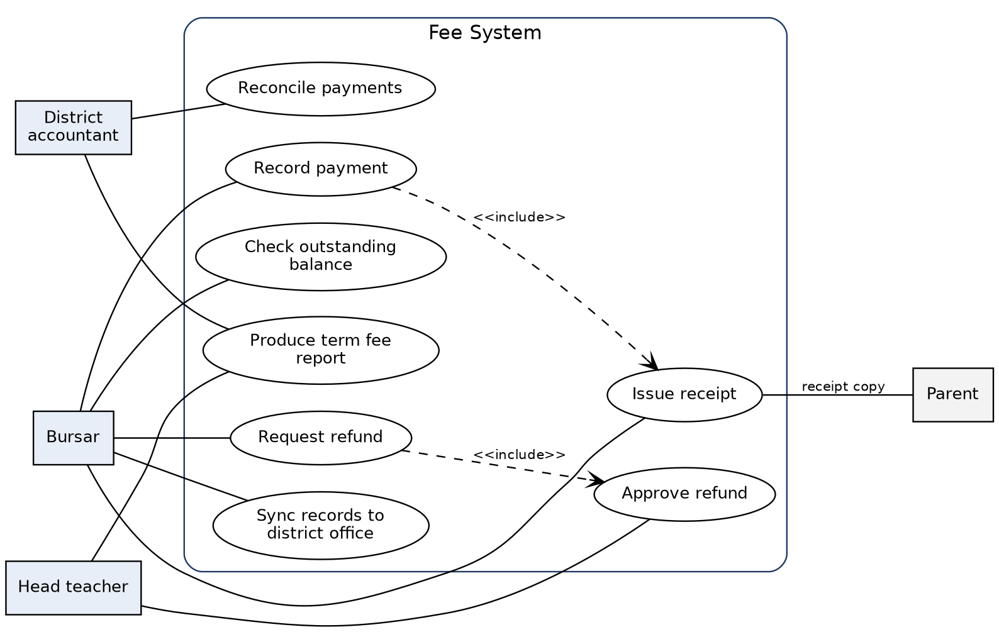 Fee System
Reconcile payments
District
accountant
Record payment
<<include>>
Check outstanding
balance
Produce term fee
report
Issue receipt
receipt copy
Parent
Bursar
Request refund
<<include>>
Approve refund
Sync records to
district office
Head teacher